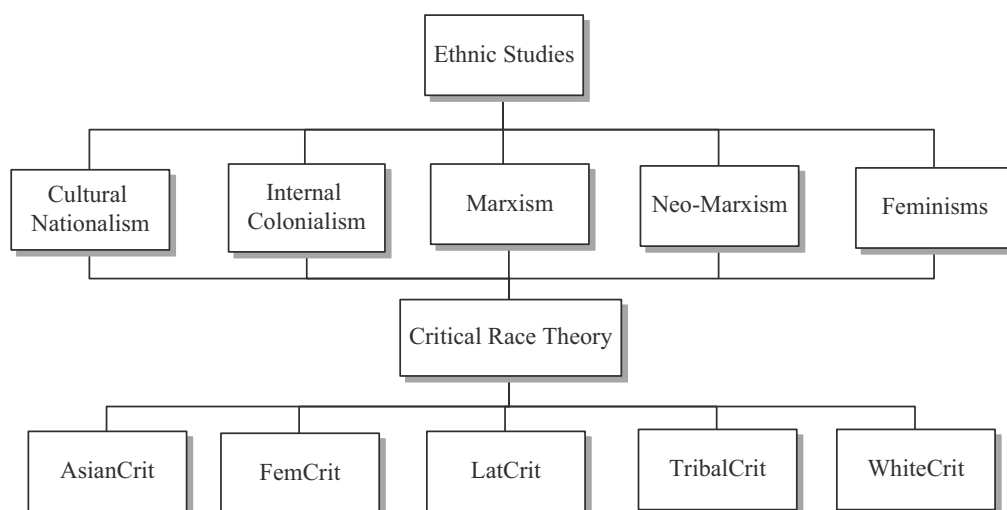 Ethnic Studies
Cultural
Nationalism
Internal
Colonialism
Marxism
Neo-Marxism
Feminisms
Critical Race Theory
AsianCrit
FemCrit
LatCrit
TribalCrit
WhiteCrit